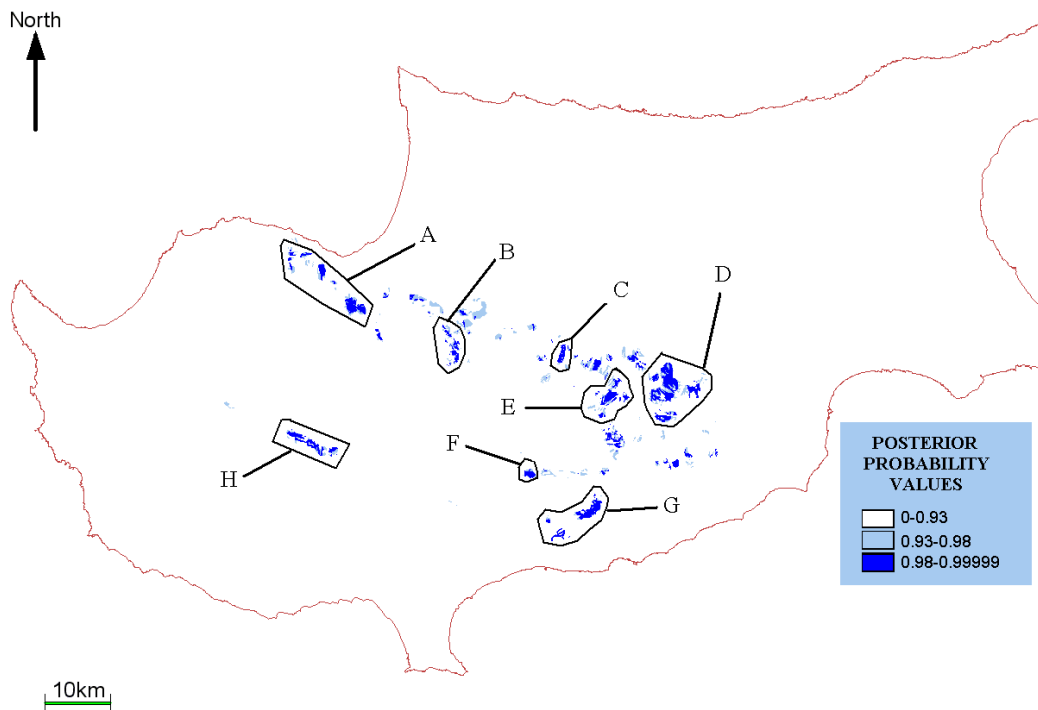 North
A
B
C
D
E
F
H
G
POSTERIOR
PROBABILITY
VALUES
0-0.93
0.93-0.98
0.98-0.99999
10km